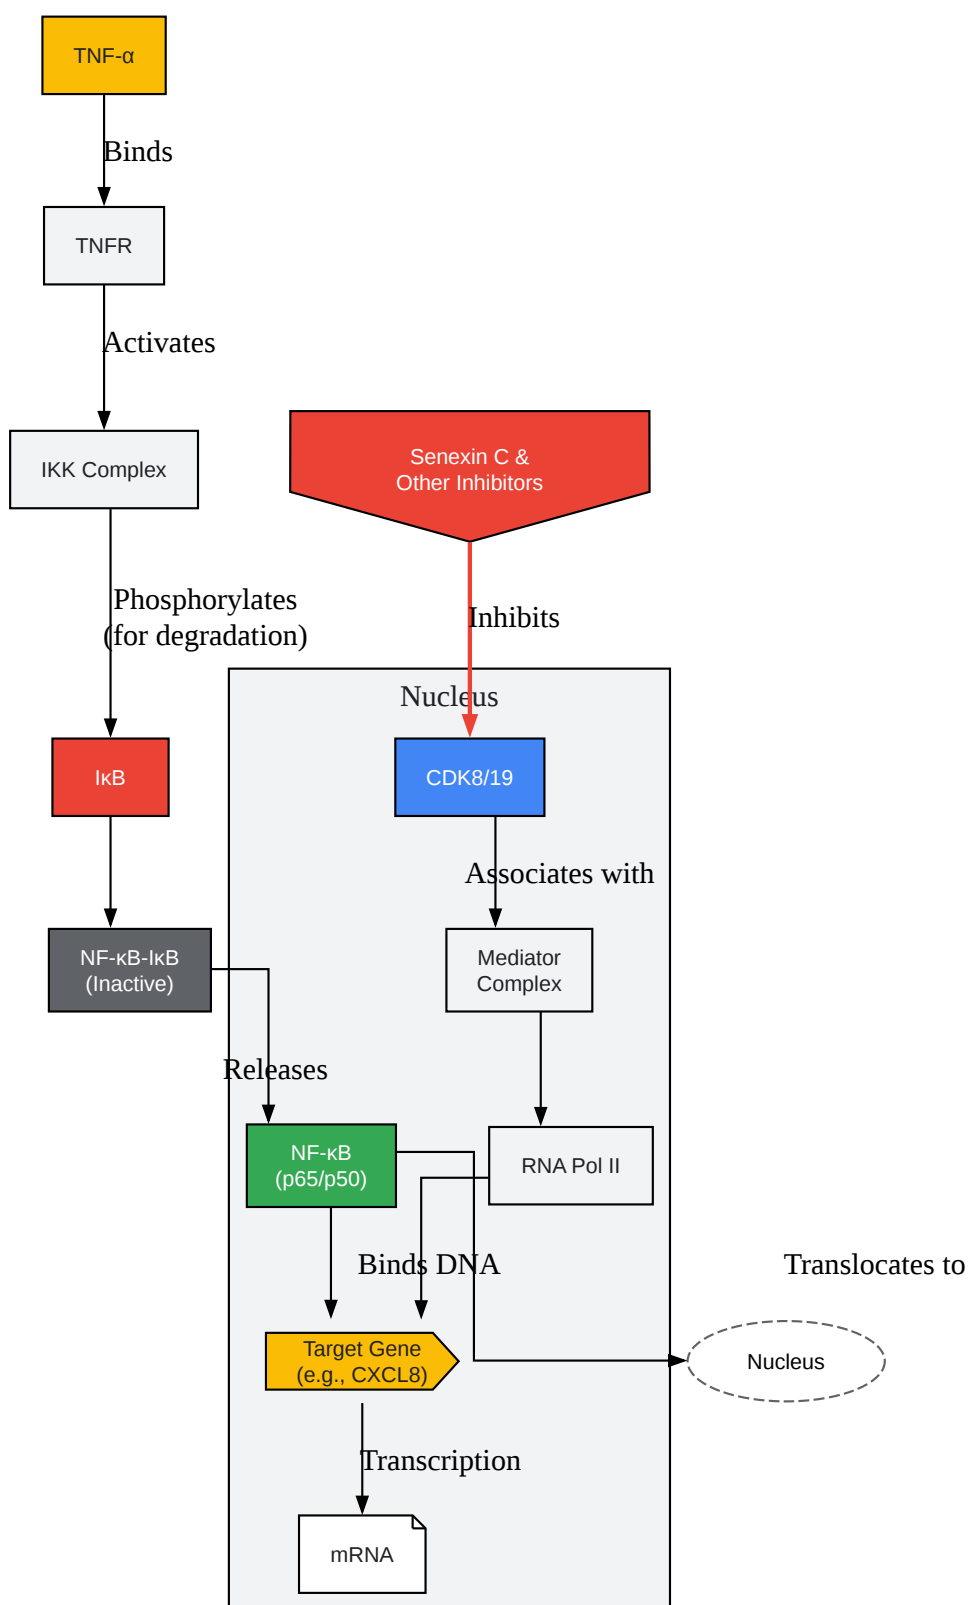 TNF-α
Binds
TNFR
Activates
IKK Complex
Senexin C &
Other Inhibitors
Phosphorylates
(for degradation)
Inhibits
Nucleus
IκB
CDK8/19
Associates with
NF-κB-IκB
(Inactive)
Mediator
Complex
Releases
NF-κB
(p65/p50)
RNA Pol II
Binds DNA
Translocates to
Target Gene
(e.g., CXCL8)
Nucleus
Transcription
mRNA